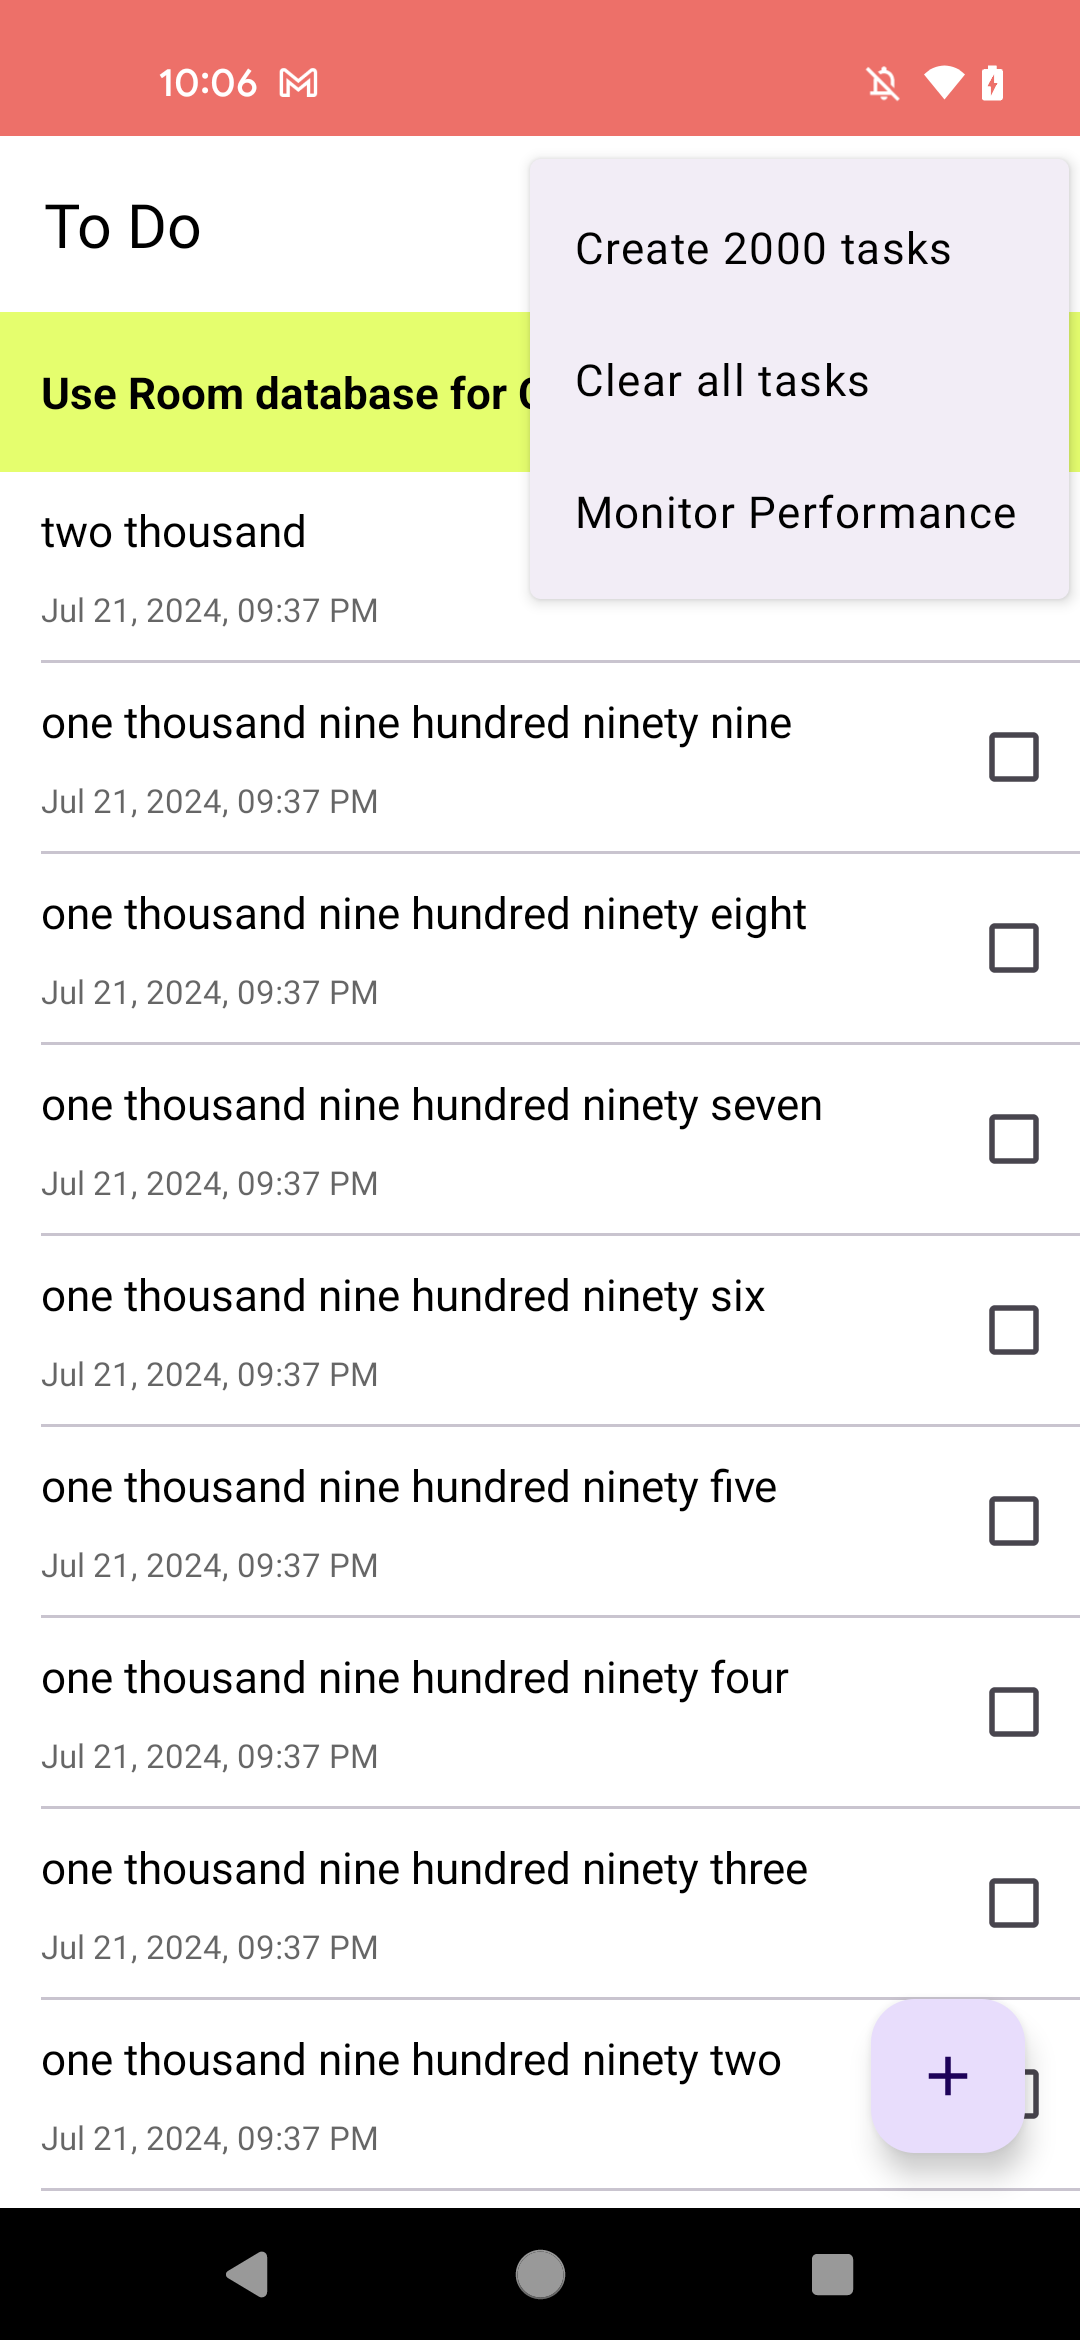 10:06
To Do
Create 2000 tasks
Clear all tasks
Monitor Performance
Use Room database for
two thousand
Jul 21, 2024, 09:37 PM
one thousand nine hundred ninety nine
Jul 21, 2024, 09:37 PM
one thousand nine hundred ninety eight
Jul 21, 2024, 09:37 PM
one thousand nine hundred ninety seven
Jul 21, 2024, 09:37 PM
one thousand nine hundred ninety six
Jul 21, 2024, 09:37 PM
one thousand nine hundred ninety five
Jul 21, 2024, 09:37 PM
one thousand nine hundred ninety four
Jul 21, 2024, 09:37 PM
one thousand nine hundred ninety three
Jul 21, 2024, 09:37 PM
one thousand nine hundred ninety two
Jul 21, 2024, 09:37 PM